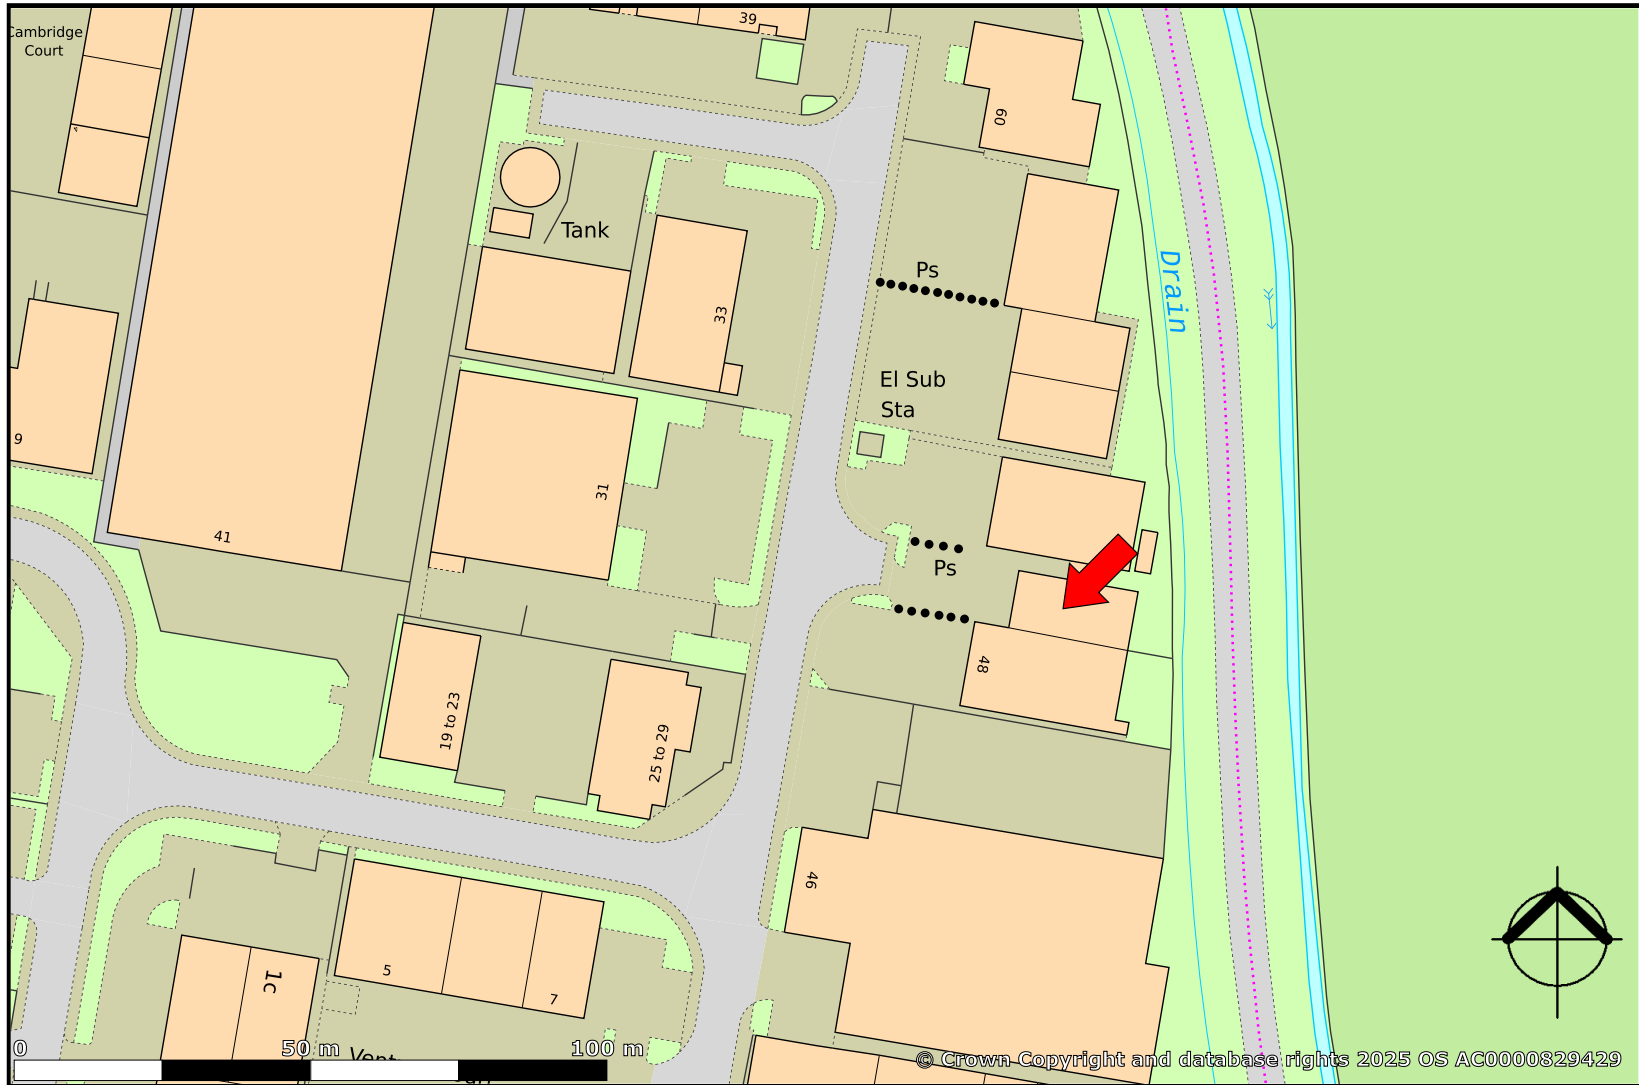 Cambridge
Court
39
60
Tank
Ps
33
Drain
El Sub
Sta
9
31
41
Ps
48
19 to 23
25 to 29
46
5
7
1c
0
50 m
100 m
© Crown Copyright and database rights 2025 OS AC0000829429